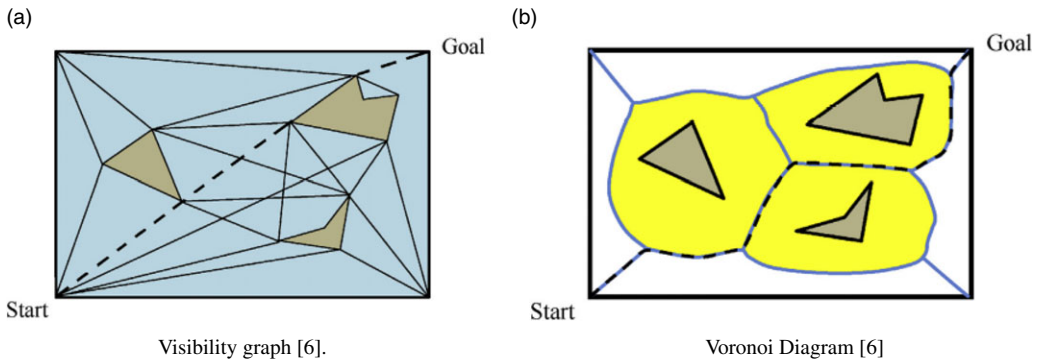 (a)
Goal
Start
Visibility graph [6].
(b)
Goal
Start
Voronoi Diagram [6]